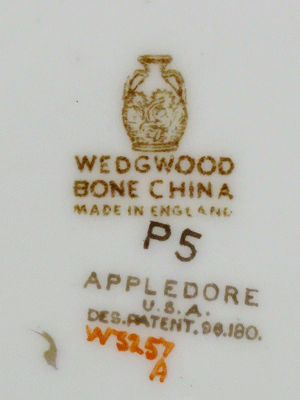 WEDGWOOD
BONE CHINA
MADE IN ENGLAND
P5
APPLEDORE
U.S.A.
DES.PATENT. 98.180.
W3257
A